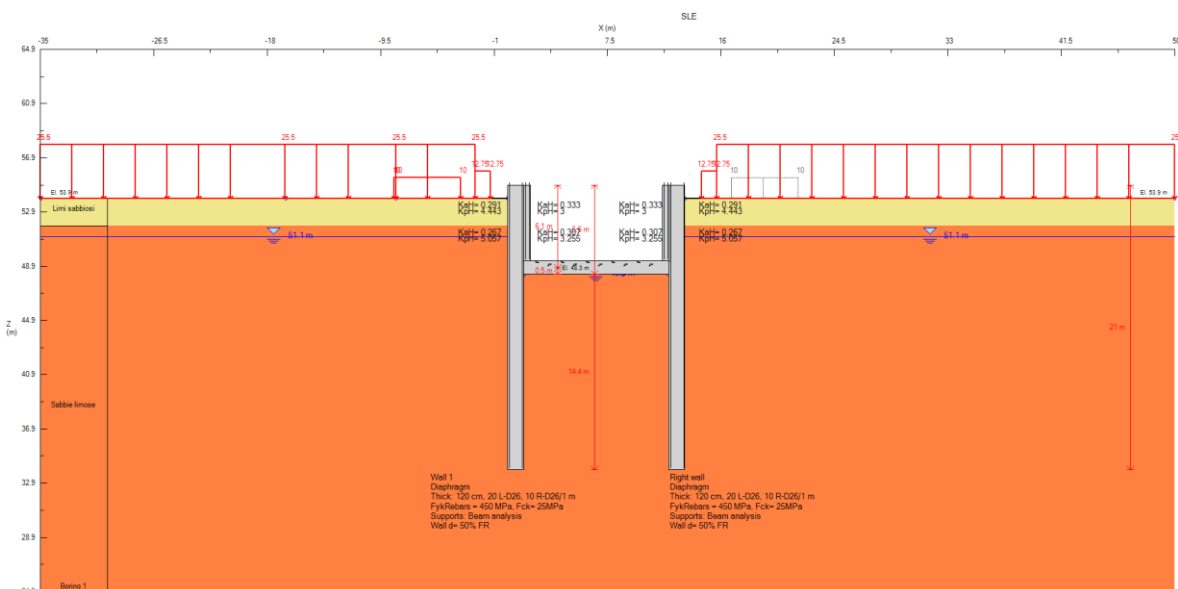 SLE
X (m)
-35 -26.5 -18 -9.5 -1 7.5 16 24.5 33 41.5 50
64.9
60.9
56.9
52.9
48.9
44.9
40.9
36.9
32.9
28.9
Z
(m)
25.5 25.5 25.5 25.5 25.5 25
12.75 12.75
10
10 10
El. 53.9 m El. 53.9 m
Limi sabbiosi
KaH= 0.291 KaH= 0.333 KaH= 0.333 KaH= 0.291
KpH= 4.443 KpH= 3 KpH= 3 KpH= 4.443
6.1 m
KaH= 0.267 KaH= 0.307 KaH= 0.307 KaH= 0.267
KpH= 5.057 KpH= 3.255 KpH= 3.255 KpH= 5.057
51.1 m 51.1 m
0.5 m
21 m
14.4 m
Sabbie limose
Wall 1
Diaphragm
Thick: 120 cm, 20 L-D26, 10 R-D26/1 m
FykRebars = 450 MPa, Fck= 25MPa
Supports: Beam analysis
Wall d= 50% FR
Right wall
Diaphragm
Thick: 120 cm, 20 L-D26, 10 R-D26/1 m
FykRebars = 450 MPa, Fck= 25MPa
Supports: Beam analysis
Wall d= 50% FR
Boring 1